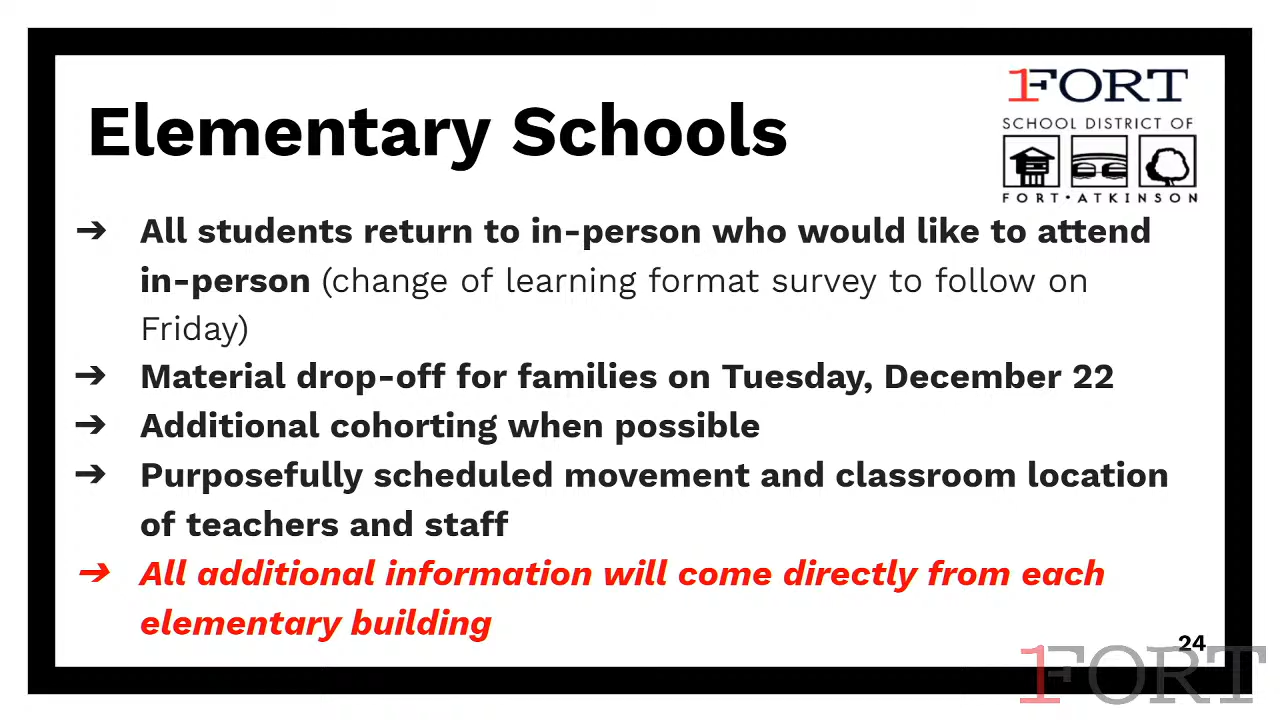 1FORT
SCHOOL DISTRICT OF
FORT•ATKINSON
Elementary Schools
➔ All students return to in-person who would like to attend
in-person (change of learning format survey to follow on
Friday)
➔ Material drop-off for families on Tuesday, December 22
➔ Additional cohorting when possible
➔ Purposefully scheduled movement and classroom location
of teachers and staff
➔ All additional information will come directly from each
elementary building
24
1FORT